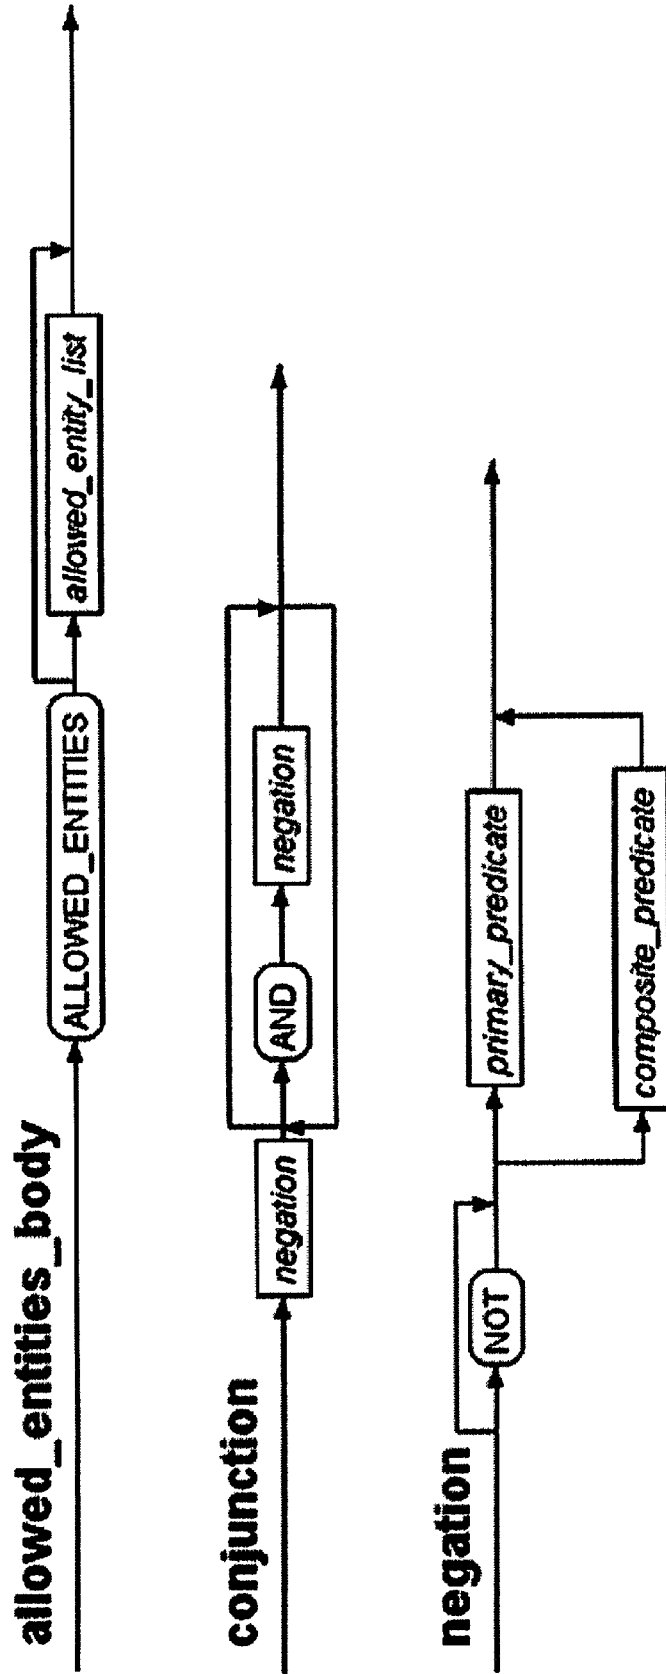 allowed_entities_body
ALLOWED_ENTITIES
allowed_entity_list
conjunction
negation
AND
negation
negation
NOT
primary_predicate
composite_predicate